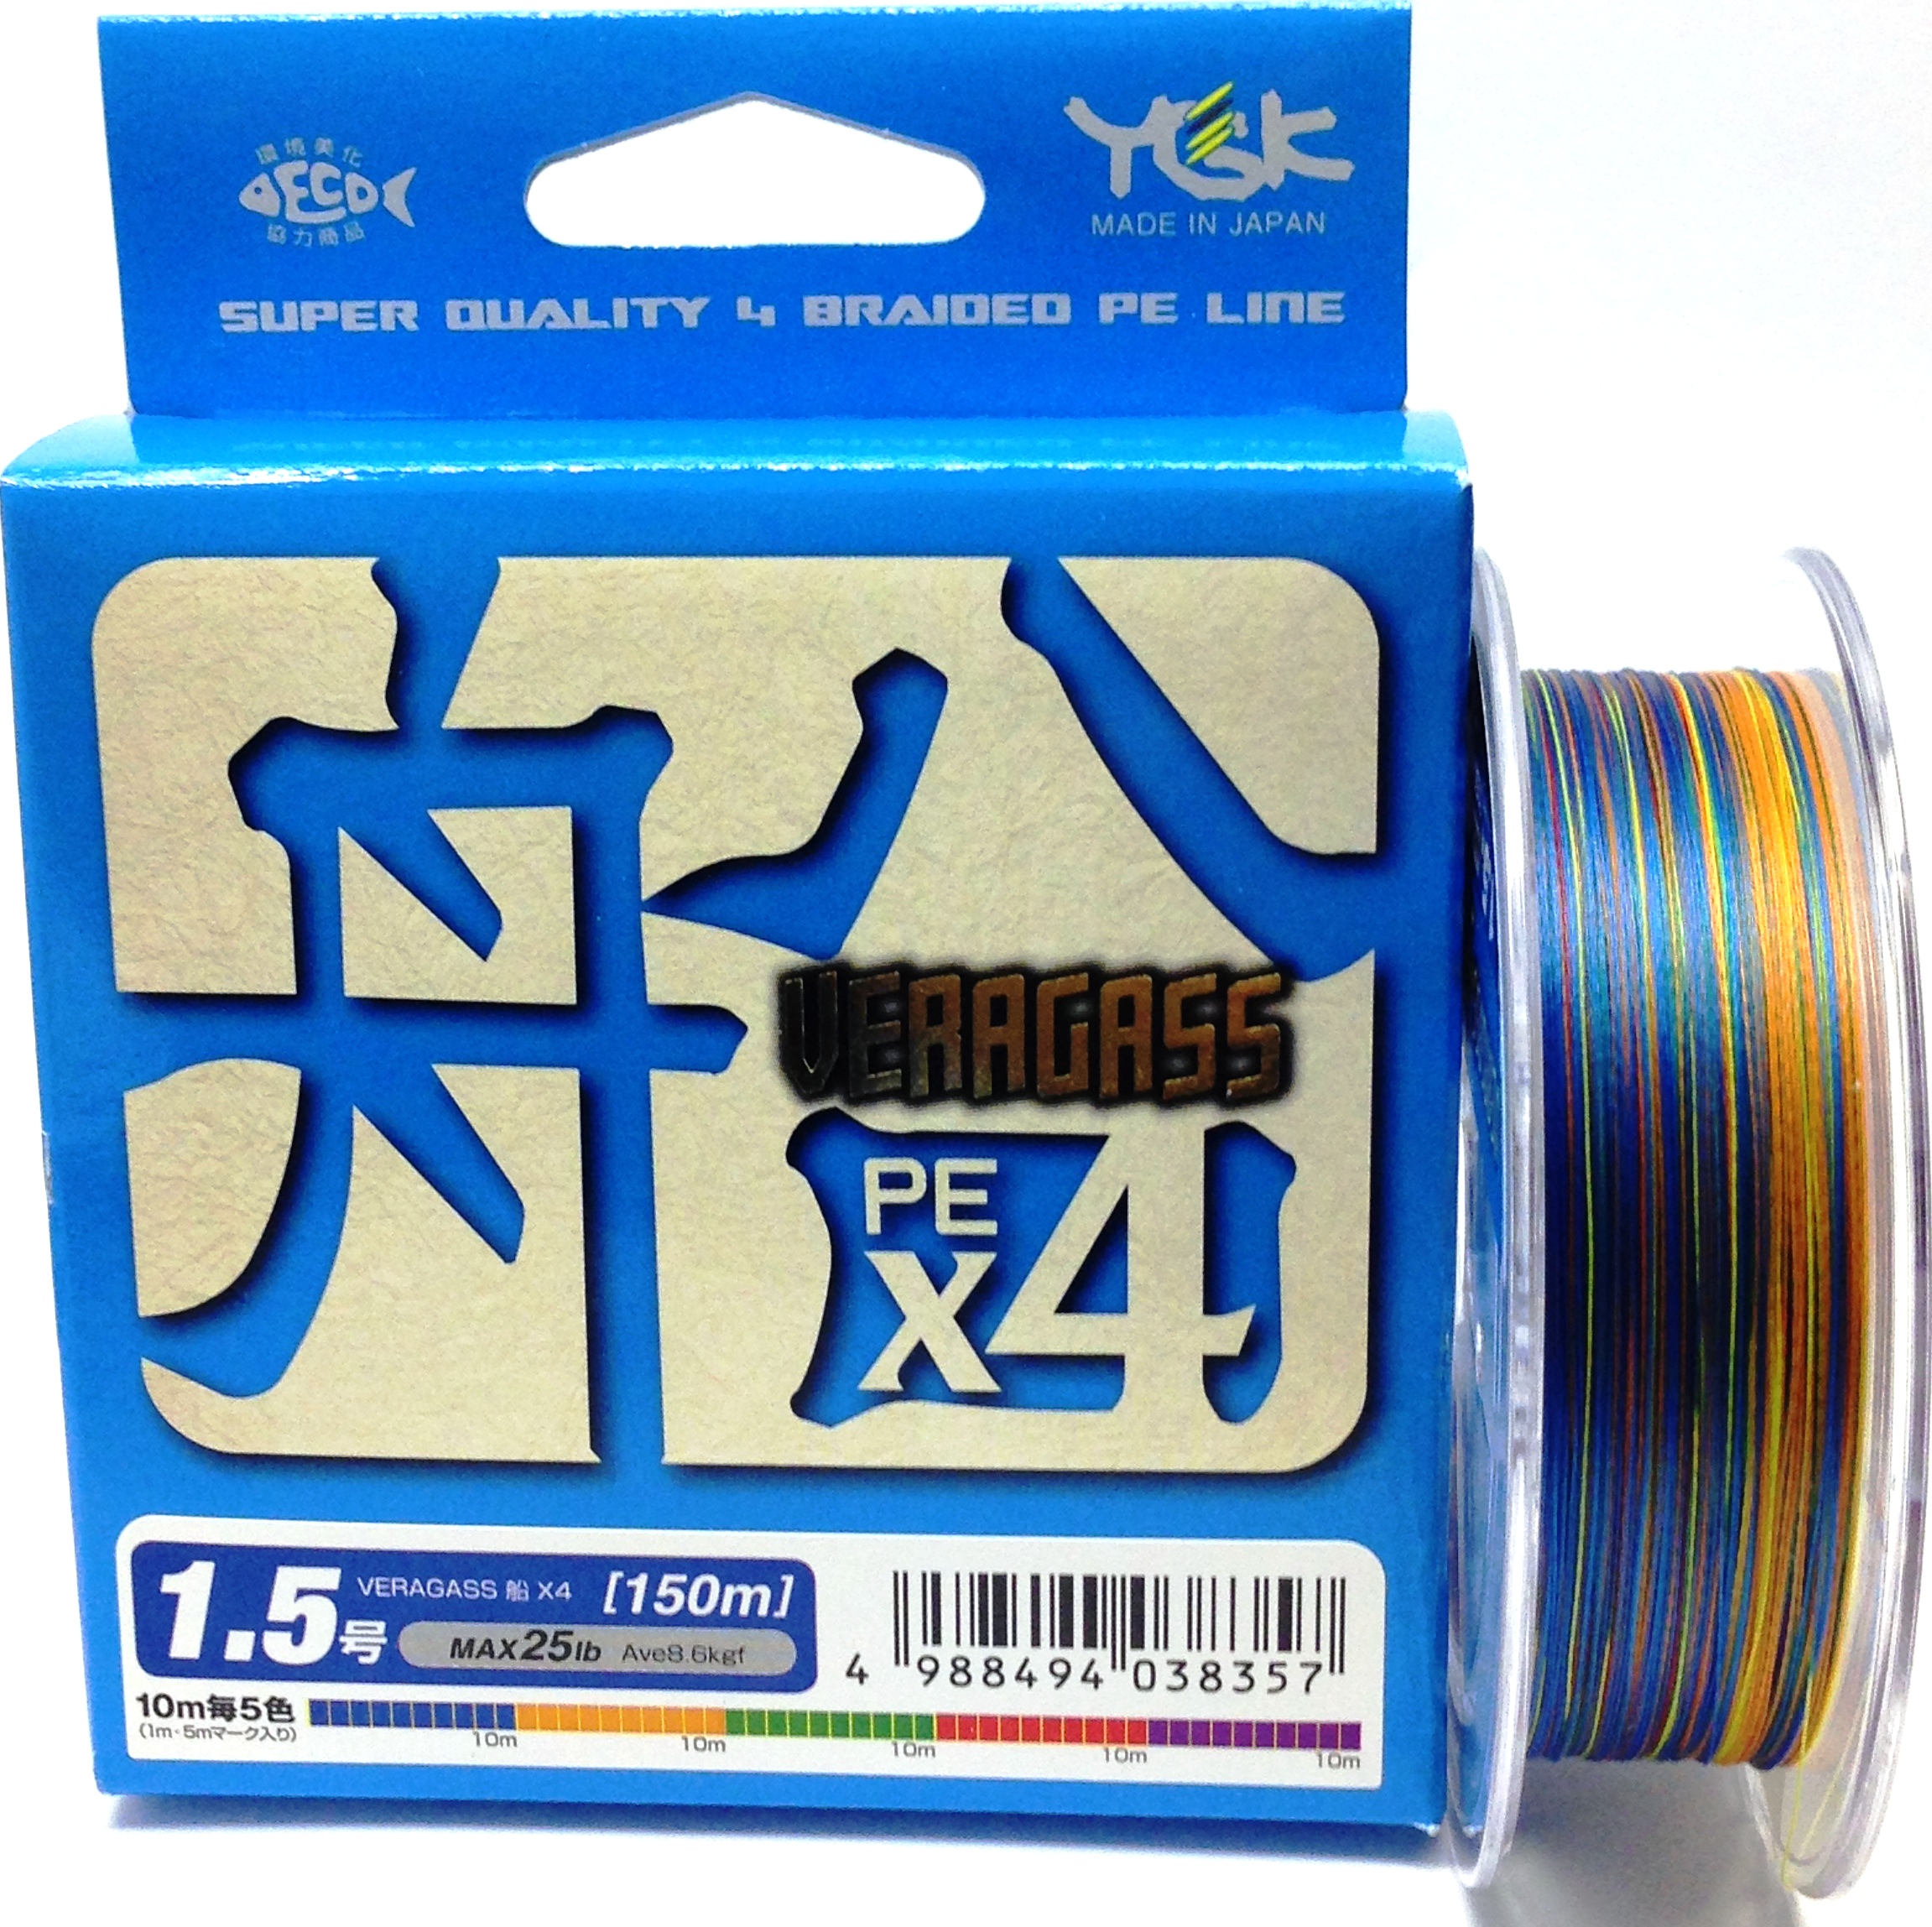 環境美化
ECO
協力商品
YGK
MADE IN JAPAN
SUPER QUALITY 4 BRAIDED PE LINE
船
VERAGASS
PE
X4
1.5号
VERAGASS 船 X4 [150m]
MAX25lb Ave8.6kgf
4 988494 038357
10m毎5色
(1m・5mマーク入り)
10m 10m 10m 10m 10m